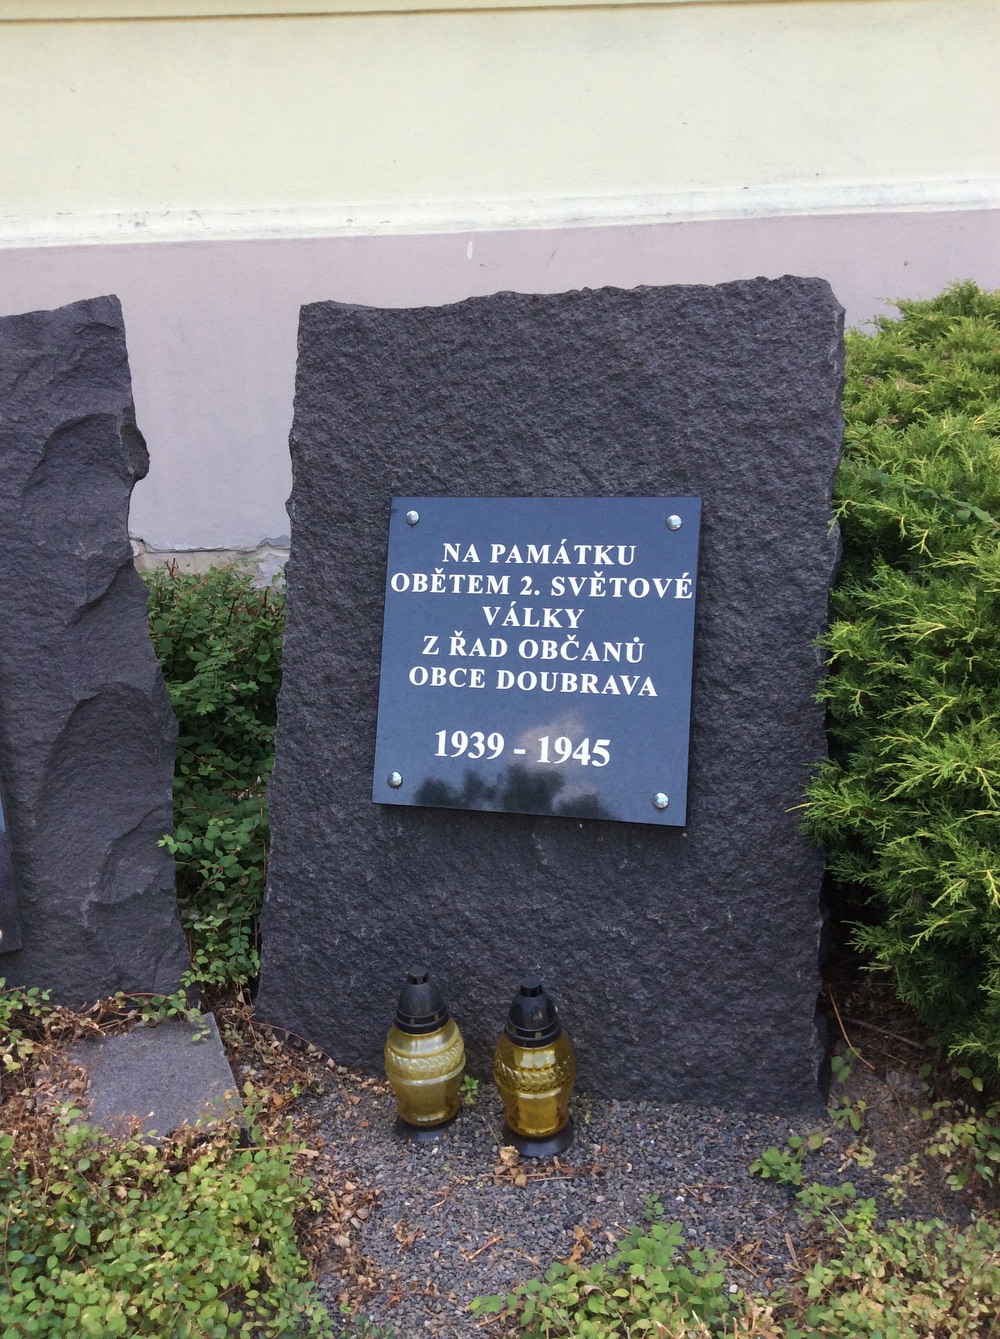 NA PAMÁTKU
OBĚTEM 2. SVĚTOVÉ
VÁLKY
Z ŘAD OBČANŮ
OBCE DOUBRAVA
1939 - 1945